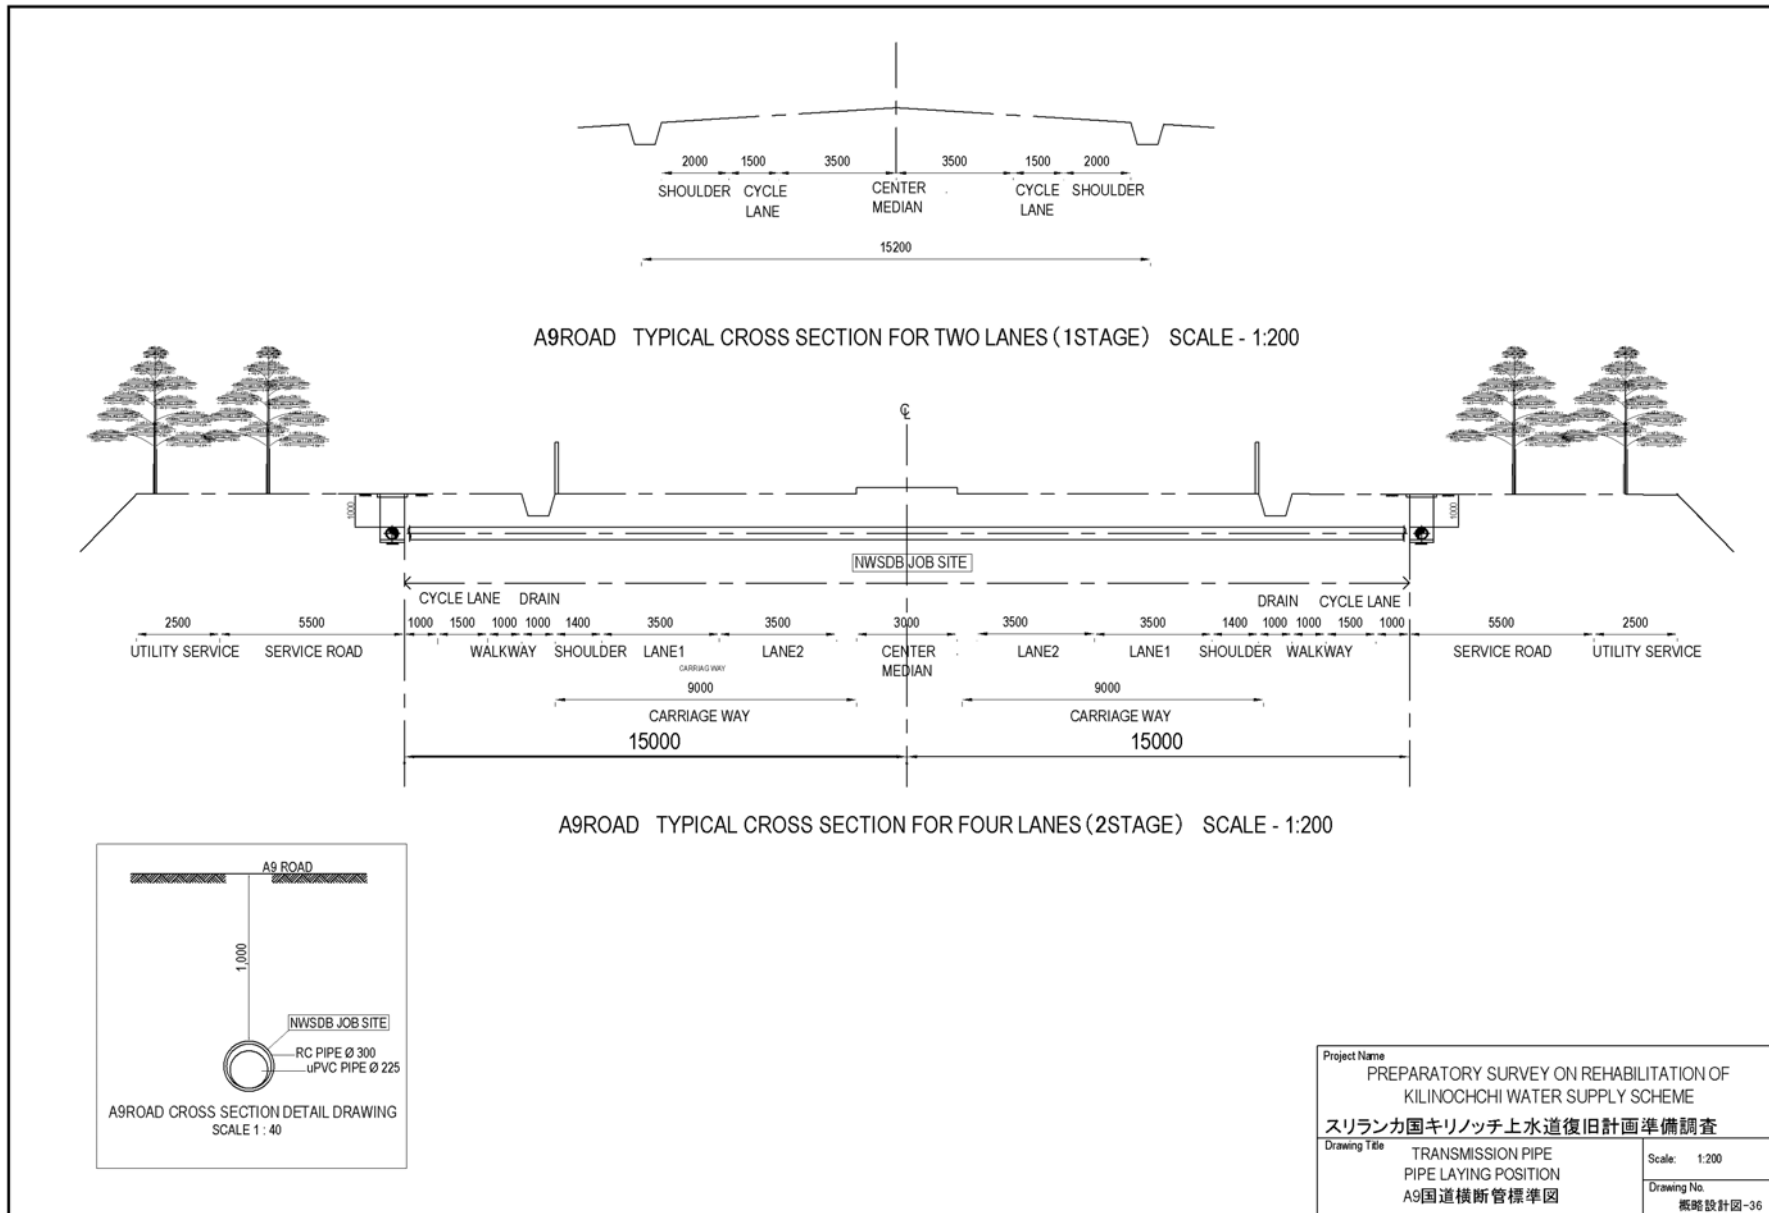 2000 1500 3500 3500 1500 2000
SHOULDER CYCLE LANE CENTER MEDIAN CYCLE LANE SHOULDER
15200
A9ROAD TYPICAL CROSS SECTION FOR TWO LANES (1STAGE) SCALE - 1:200
℄
1000 1000
NWSDB JOB SITE
CYCLE LANE DRAIN DRAIN CYCLE LANE
2500 5500 1000 1500 1000 1000 1400 3500 3500 3000 3500 3500 1400 1000 1000 1500 1000 5500 2500
UTILITY SERVICE SERVICE ROAD WALKWAY SHOULDER LANE1 LANE2 CENTER MEDIAN LANE2 LANE1 SHOULDER WALKWAY SERVICE ROAD UTILITY SERVICE
CARRIAG WAY
9000 9000
CARRIAGE WAY CARRIAGE WAY
15000 15000
A9ROAD TYPICAL CROSS SECTION FOR FOUR LANES (2STAGE) SCALE - 1:200
A9 ROAD
1,000
NWSDB JOB SITE
RC PIPE Ø 300
uPVC PIPE Ø 225
A9ROAD CROSS SECTION DETAIL DRAWING
SCALE 1 : 40
Project Name
PREPARATORY SURVEY ON REHABILITATION OF
KILINOCHCHI WATER SUPPLY SCHEME
スリランカ国キリノッチ上水道復旧計画準備調査
Drawing Title
TRANSMISSION PIPE
PIPE LAYING POSITION
A9国道横断管標準図
Scale: 1:200
Drawing No.
概略設計図-36